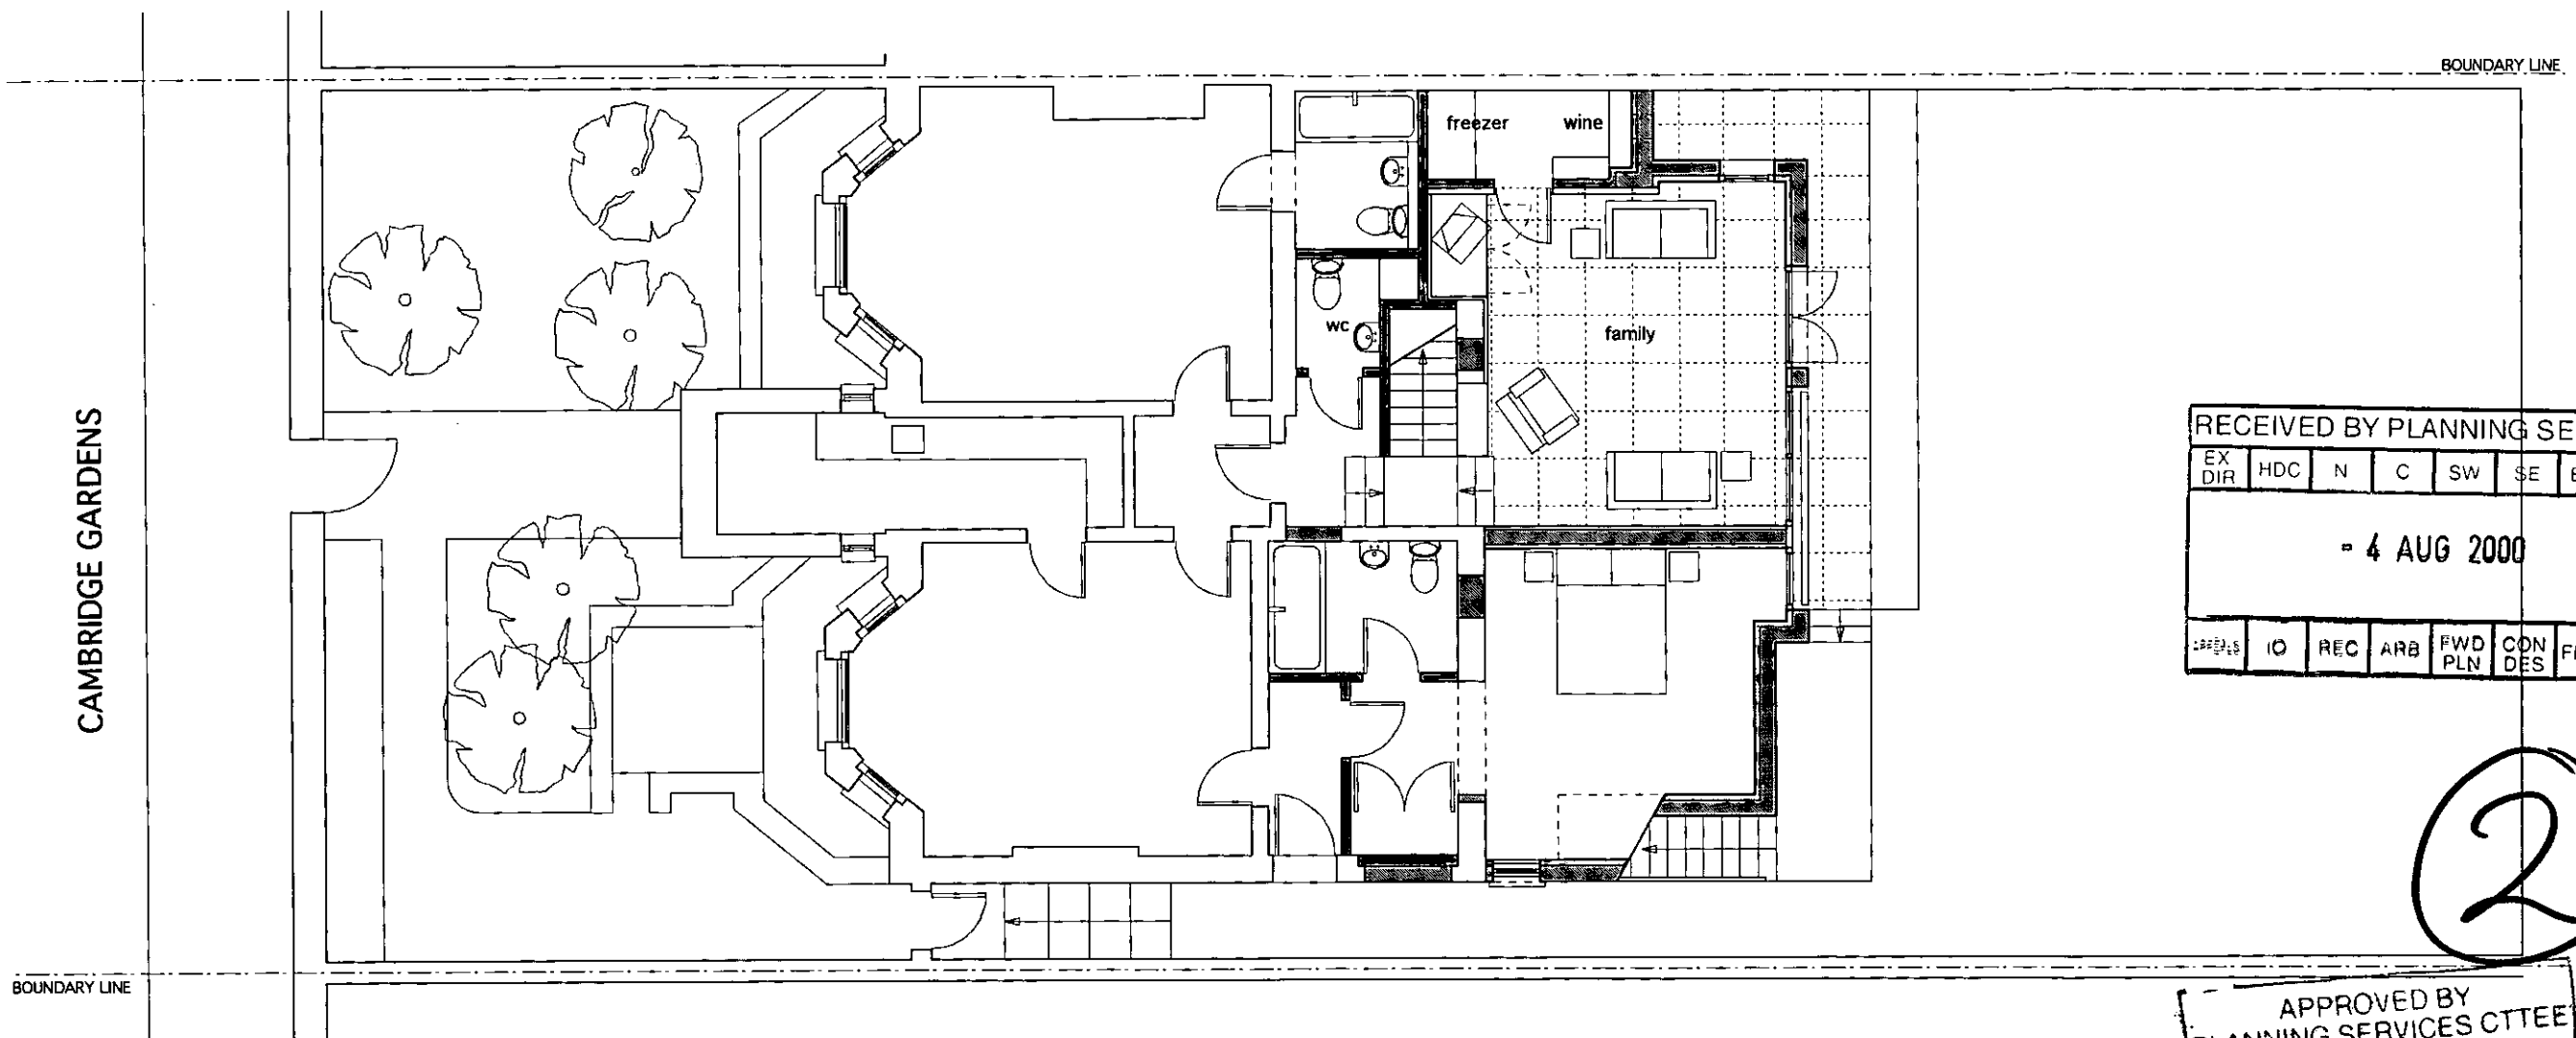 BOUNDARY LINE
freezer wine
wc
family
CAMBRIDGE GARDENS
RECEIVED BY PLANNING SE
EX DIR HDC N C SW SE E
- 4 AUG 2000
IO REC ARB FWD PLN CON DES
2
BOUNDARY LINE
APPROVED BY
PLANNING SERVICES CTTEE